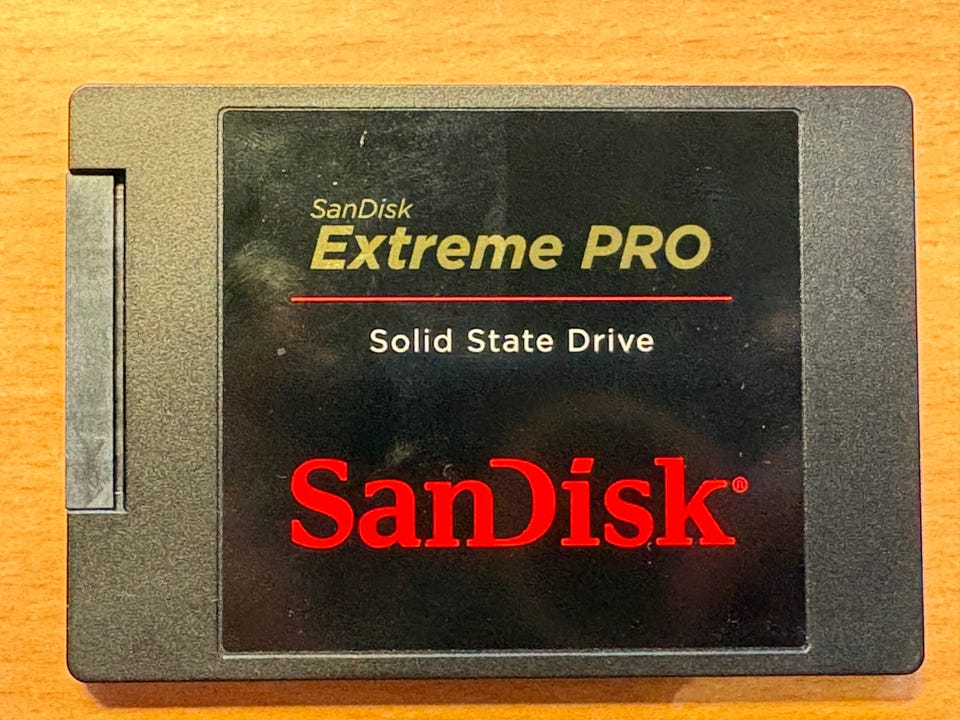 SanDisk
Extreme PRO
Solid State Drive
SanDisk®